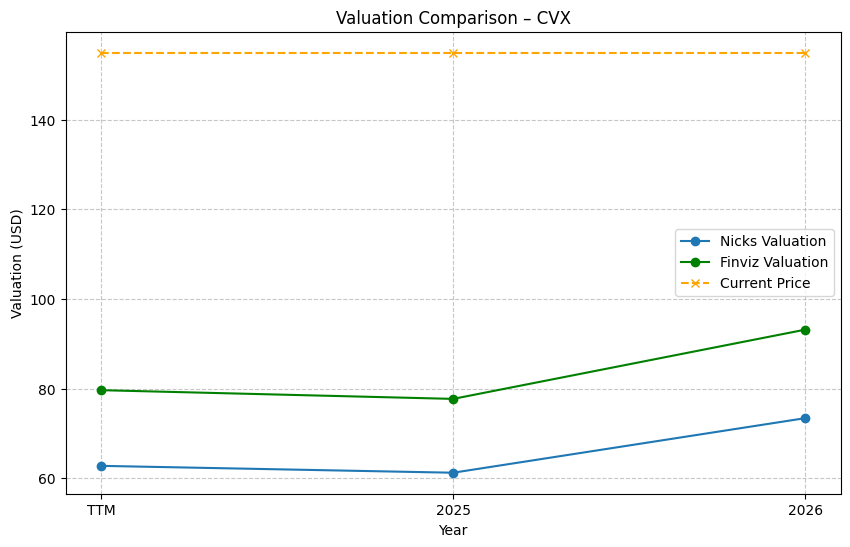 Valuation Comparison – CVX
Valuation (USD)
140
120
100
80
60
Nicks Valuation
Finviz Valuation
Current Price
TTM
2025
2026
Year